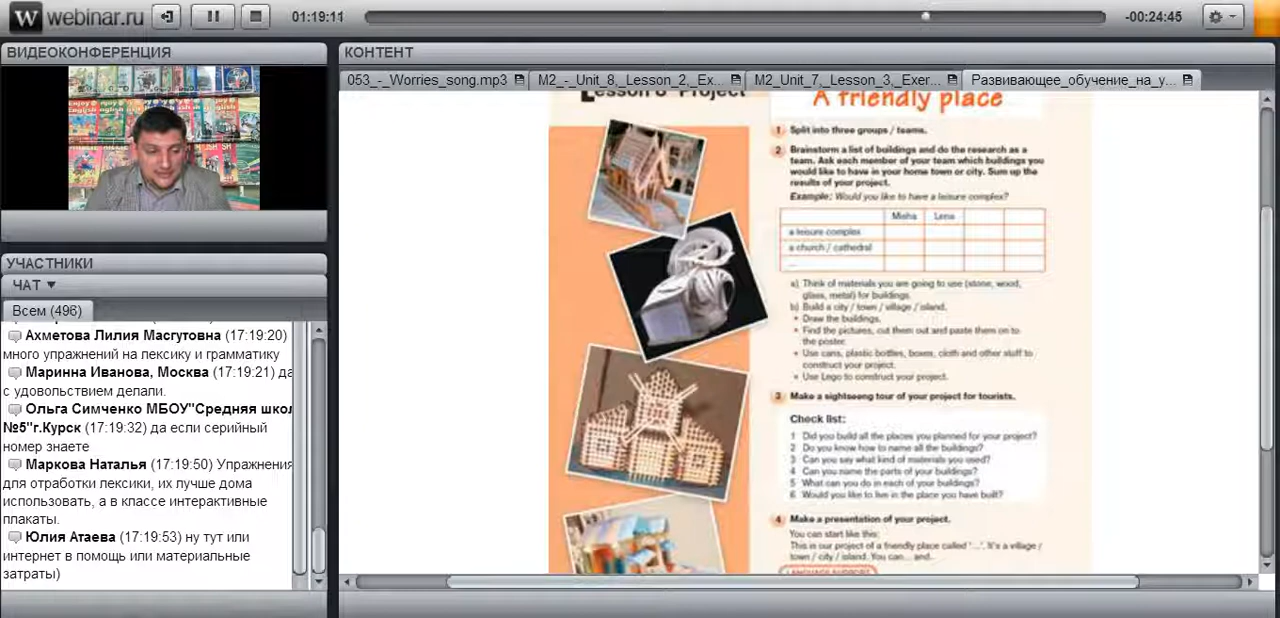 webinar.ru
01:19:11
-00:24:45
ВИДЕОКОНФЕРЕНЦИЯ
КОНТЕНТ
053_-_Worries_song.mp3
M2_-_Unit_8,_Lesson_2,_Ex...
M2_Unit_7,_Lesson_3,_Exer...
Развивающее_обучение_на_у...
УЧАСТНИКИ
ЧАТ
Всем (496)
Ахметова Лилия Масгутовна (17:19:20)
много упражнений на лексику и грамматику
Маринна Иванова, Москва (17:19:21) да
с удовольствием делали.
Ольга Симченко МБОУ"Средняя школ
№5"г.Курск (17:19:32) да если серийный
номер знаете
Маркова Наталья (17:19:50) Упражнения
для отработки лексики, их лучше дома
использовать, а в классе интерактивные
плакаты.
Юлия Атаева (17:19:53) ну тут или
интернет в помощь или материальные
затраты)
Lesson 8 Project
A friendly place
1 Split into three groups / teams.
2 Brainstorm a list of buildings and do the research as a
team. Ask each member of your team which buildings you
would like to have in your home town or city. Sum up the
results of your project.
Example: Would you like to have a leisure complex?
Misha Lena
a leisure complex
a church / cathedral
...
a) Think of materials you are going to use (stone, wood,
glass, metal) for buildings.
b) Build a city / town / village / island.
• Draw the buildings.
• Find the pictures, cut them out and paste them on to
the poster.
• Use cans, plastic bottles, boxes, cloth and other stuff to
construct your project.
• Use Lego to construct your project.
3 Make a sightseeing tour of your project for tourists.
Check list:
1 Did you build all the places you planned for your project?
2 Do you know how to name all the buildings?
3 Can you say what kind of materials you used?
4 Can you name the parts of your buildings?
5 What can you do in each of your buildings?
6 Would you like to live in the place you have built?
4 Make a presentation of your project.
You can start like this:
This is our project of a friendly place called '...'. It's a village /
town / city / island. You can... and..
LANGUAGE SUPPORT